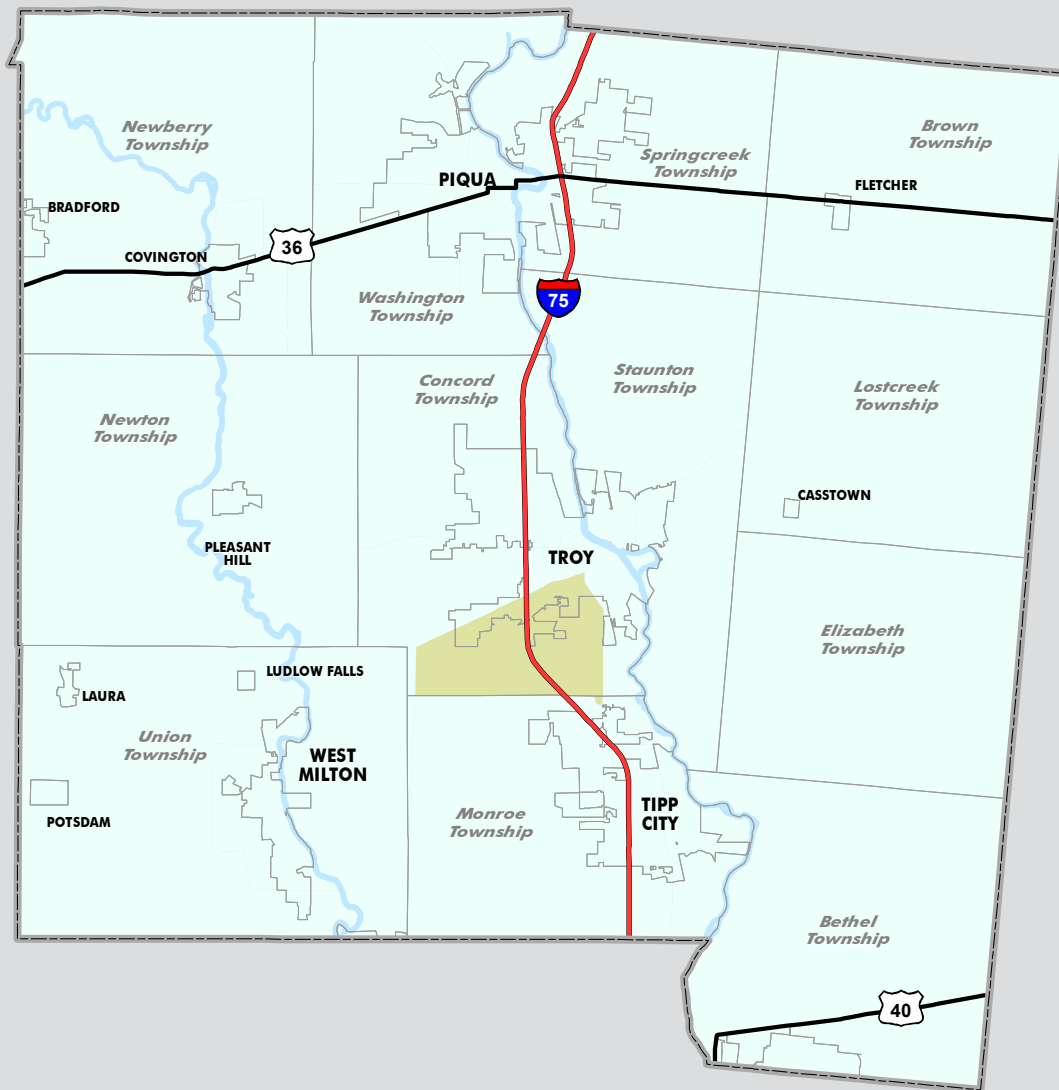 Newberry
Township
Brown
Township
Springcreek
Township
PIQUA
FLETCHER
BRADFORD
36
COVINGTON
75
Washington
Township
Staunton
Township
Concord
Township
Lostcreek
Township
Newton
Township
CASSTOWN
PLEASANT
HILL
TROY
Elizabeth
Township
LUDLOW FALLS
LAURA
Union
Township
WEST
MILTON
POTSDAM
Monroe
Township
TIPP
CITY
Bethel
Township
40